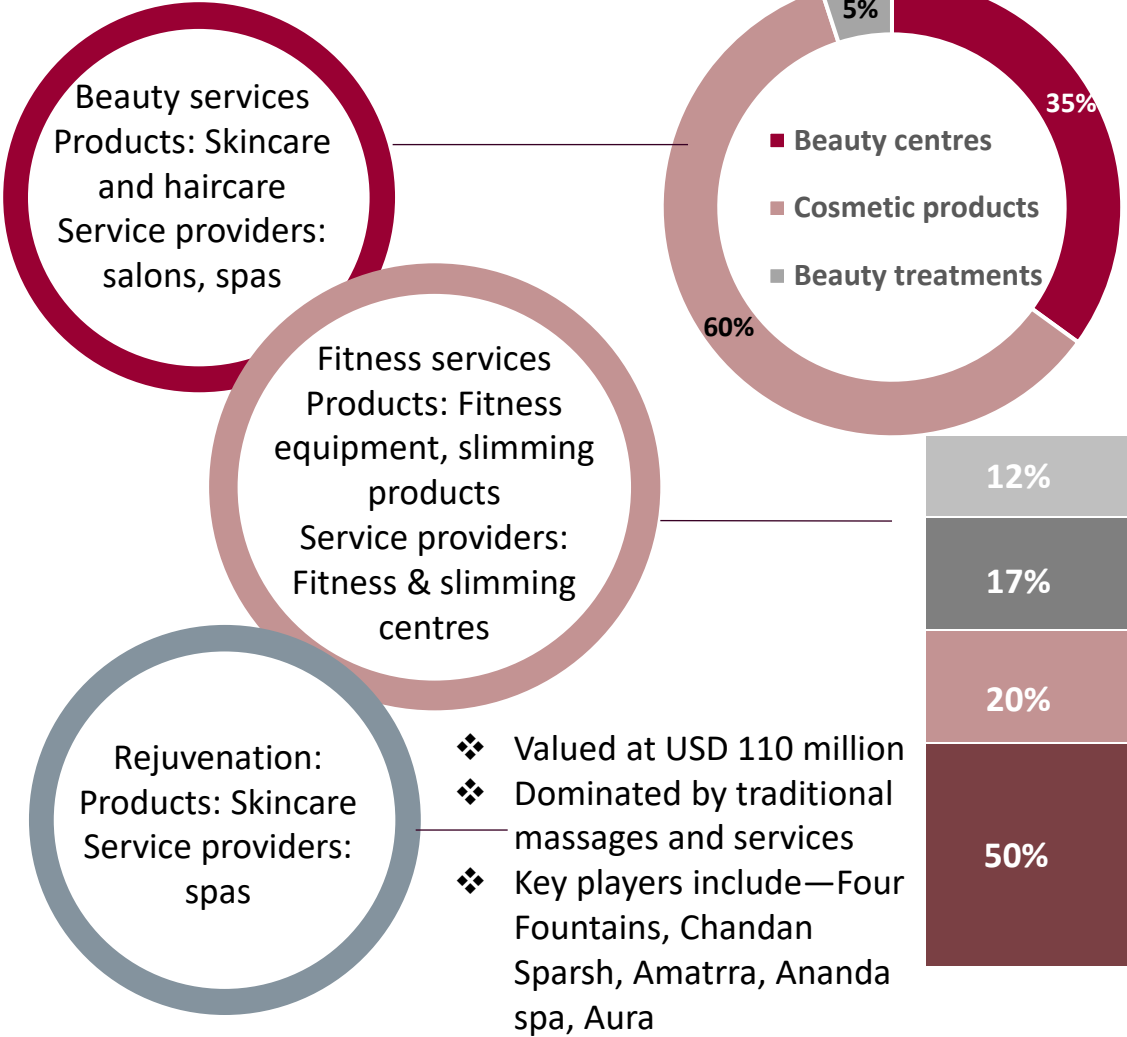 Beauty services
Products: Skincare
and haircare
Service providers:
salons, spas
5%
35%
Beauty centres
Cosmetic products
Beauty treatments
60%
Fitness services
Products: Fitness
equipment, slimming
products
Service providers:
Fitness & slimming
centres
12%
17%
20%
50%
Rejuvenation:
Products: Skincare
Service providers:
spas
❖ Valued at USD 110 million
❖ Dominated by traditional
massages and services
❖ Key players include—Four
Fountains, Chandan
Sparsh, Amatrra, Ananda
spa, Aura